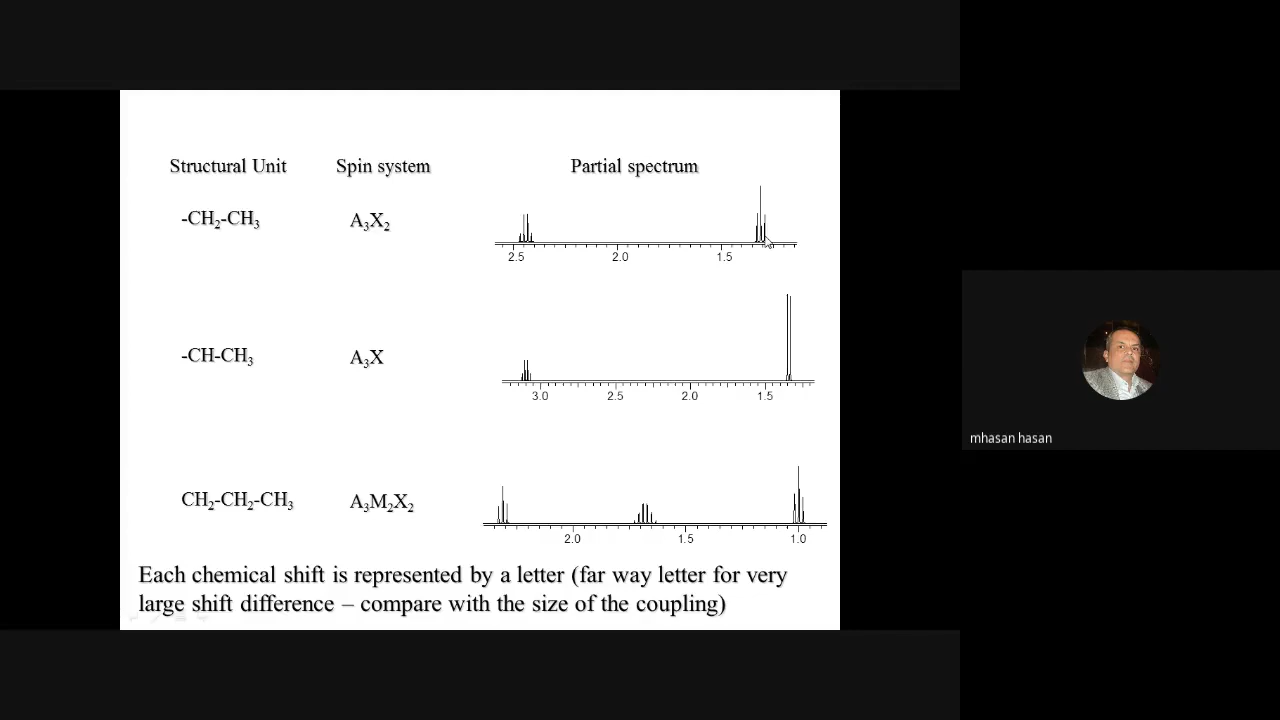 Structural Unit Spin system Partial spectrum
-CH₂-CH₃ A₃X₂
2.5 2.0 1.5
-CH-CH₃ A₃X
3.0 2.5 2.0 1.5
CH₂-CH₂-CH₃ A₃M₂X₂
2.0 1.5 1.0
Each chemical shift is represented by a letter (far way letter for very
large shift difference – compare with the size of the coupling)
mhasan hasan